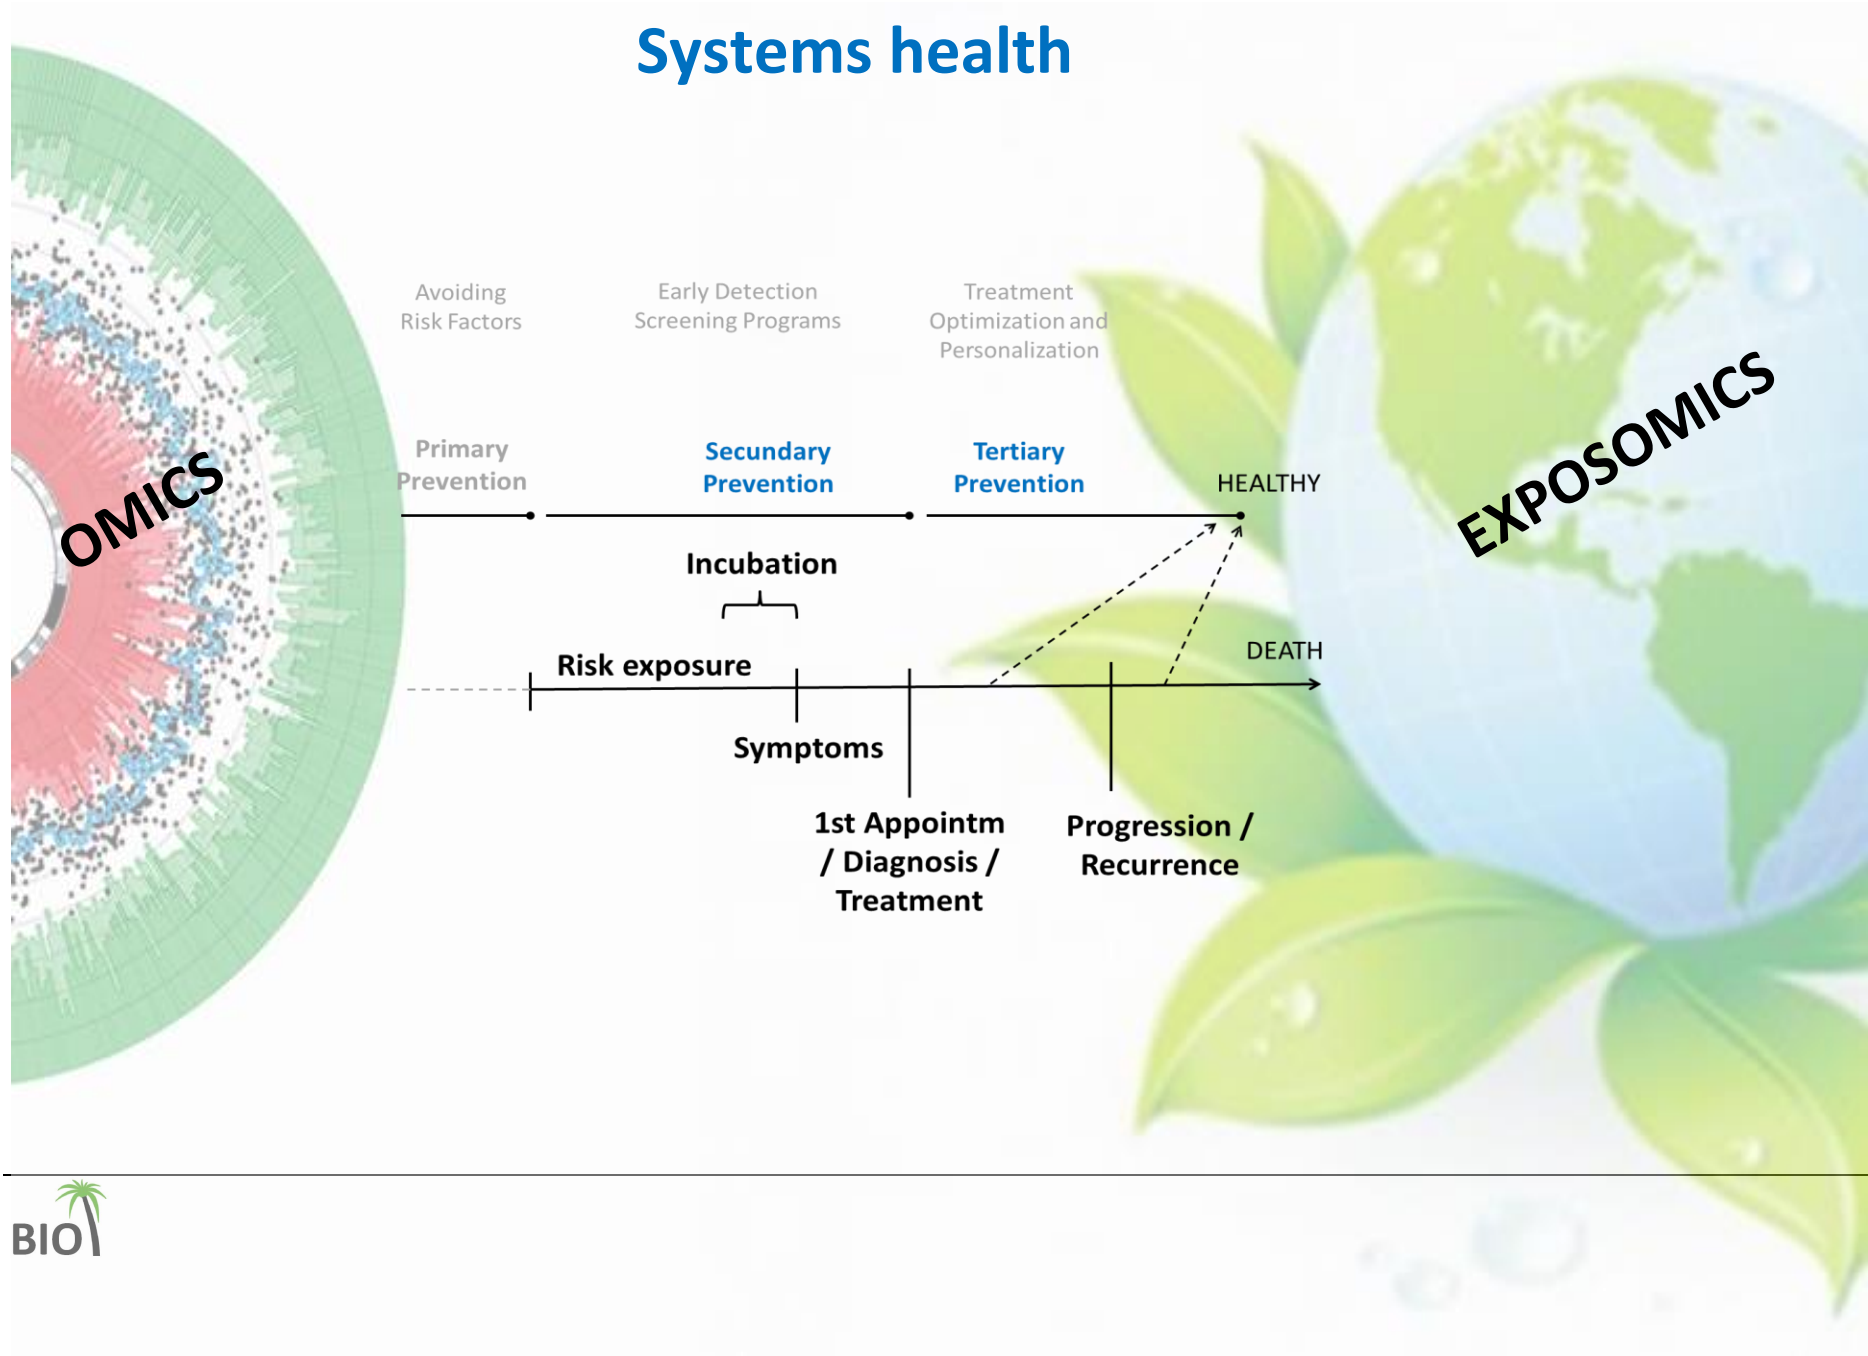 Systems health
Avoiding
Risk Factors
Early Detection
Screening Programs
Treatment
Optimization and
Personalization
Primary
Prevention
Secundary
Prevention
Tertiary
Prevention
HEALTHY
OMICS
EXPOSOMICS
Incubation
Risk exposure
DEATH
Symptoms
1st Appointm
/ Diagnosis /
Treatment
Progression /
Recurrence
BIO